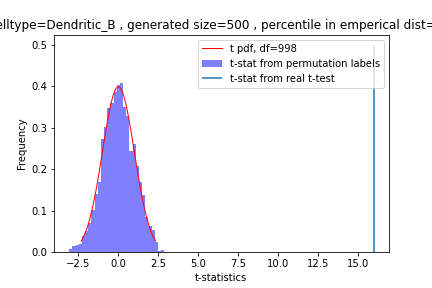 elltype=Dendritic_B , generated size=500 , percentile in emperical dist=
0.5
0.4
0.3
0.2
0.1
0.0
Frequency
t pdf, df=998
t-stat from permutation labels
t-stat from real t-test
−2.5 0.0 2.5 5.0 7.5 10.0 12.5 15.0
t-statistics